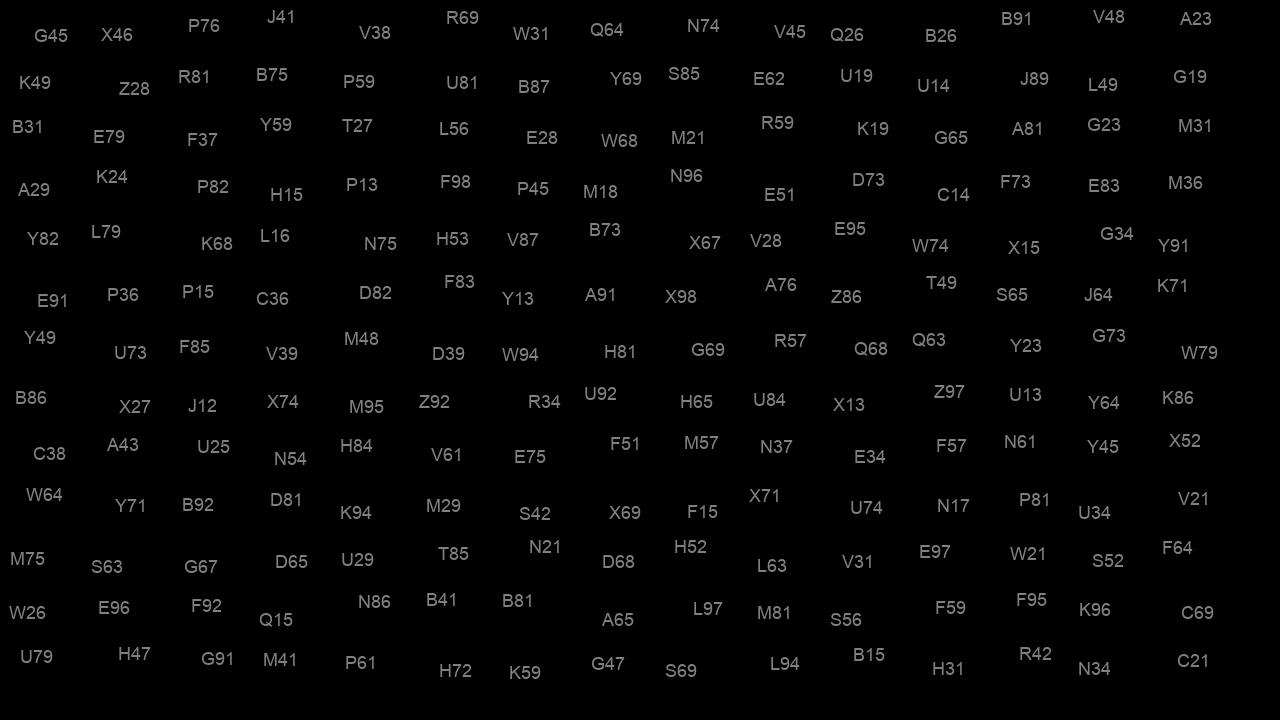 G45 X46 P76 J41 V38 R69 W31 Q64 N74 V45 Q26 B26 B91 V48 A23
K49 Z28 R81 B75 P59 U81 B87 Y69 S85 E62 U19 U14 J89 L49 G19
B31 E79 F37 Y59 T27 L56 E28 W68 M21 R59 K19 G65 A81 G23 M31
A29 K24 P82 H15 P13 F98 P45 M18 N96 E51 D73 C14 F73 E83 M36
Y82 L79 K68 L16 N75 H53 V87 B73 X67 V28 E95 W74 X15 G34 Y91
E91 P36 P15 C36 D82 F83 Y13 A91 X98 A76 Z86 T49 S65 J64 K71
Y49 U73 F85 V39 M48 D39 W94 H81 G69 R57 Q68 Q63 Y23 G73 W79
B86 X27 J12 X74 M95 Z92 R34 U92 H65 U84 X13 Z97 U13 Y64 K86
C38 A43 U25 N54 H84 V61 E75 F51 M57 N37 E34 F57 N61 Y45 X52
W64 Y71 B92 D81 K94 M29 S42 X69 F15 X71 U74 N17 P81 U34 V21
M75 S63 G67 D65 U29 T85 N21 D68 H52 L63 V31 E97 W21 S52 F64
W26 E96 F92 Q15 N86 B41 B81 A65 L97 M81 S56 F59 F95 K96 C69
U79 H47 G91 M41 P61 H72 K59 G47 S69 L94 B15 H31 R42 N34 C21